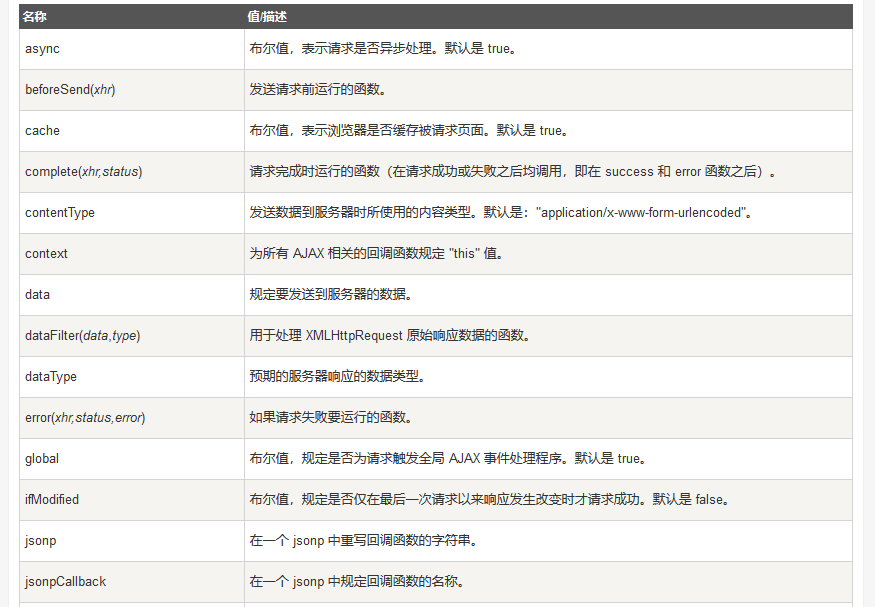 名称 值/描述
async 布尔值，表示请求是否异步处理。默认是 true。
beforeSend(xhr) 发送请求前运行的函数。
cache 布尔值，表示浏览器是否缓存被请求页面。默认是 true。
complete(xhr,status) 请求完成时运行的函数（在请求成功或失败之后均调用，即在 success 和 error 函数之后）。
contentType 发送数据到服务器时所使用的内容类型。默认是："application/x-www-form-urlencoded"。
context 为所有 AJAX 相关的回调函数规定 "this" 值。
data 规定要发送到服务器的数据。
dataFilter(data,type) 用于处理 XMLHttpRequest 原始响应数据的函数。
dataType 预期的服务器响应的数据类型。
error(xhr,status,error) 如果请求失败要运行的函数。
global 布尔值，规定是否为请求触发全局 AJAX 事件处理程序。默认是 true。
ifModified 布尔值，规定是否仅在最后一次请求以来响应发生改变时才请求成功。默认是 false。
jsonp 在一个 jsonp 中重写回调函数的字符串。
jsonpCallback 在一个 jsonp 中规定回调函数的名称。